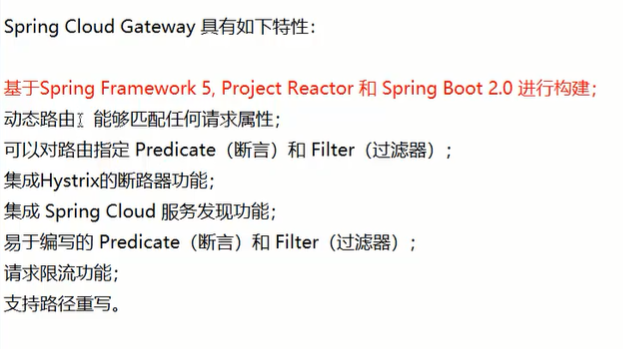 Spring Cloud Gateway 具有如下特性：
基于Spring Framework 5, Project Reactor 和 Spring Boot 2.0 进行构建；
动态路由：能够匹配任何请求属性；
可以对路由指定 Predicate（断言）和 Filter（过滤器）；
集成Hystrix的断路器功能；
集成 Spring Cloud 服务发现功能；
易于编写的 Predicate（断言）和 Filter（过滤器）；
请求限流功能；
支持路径重写。